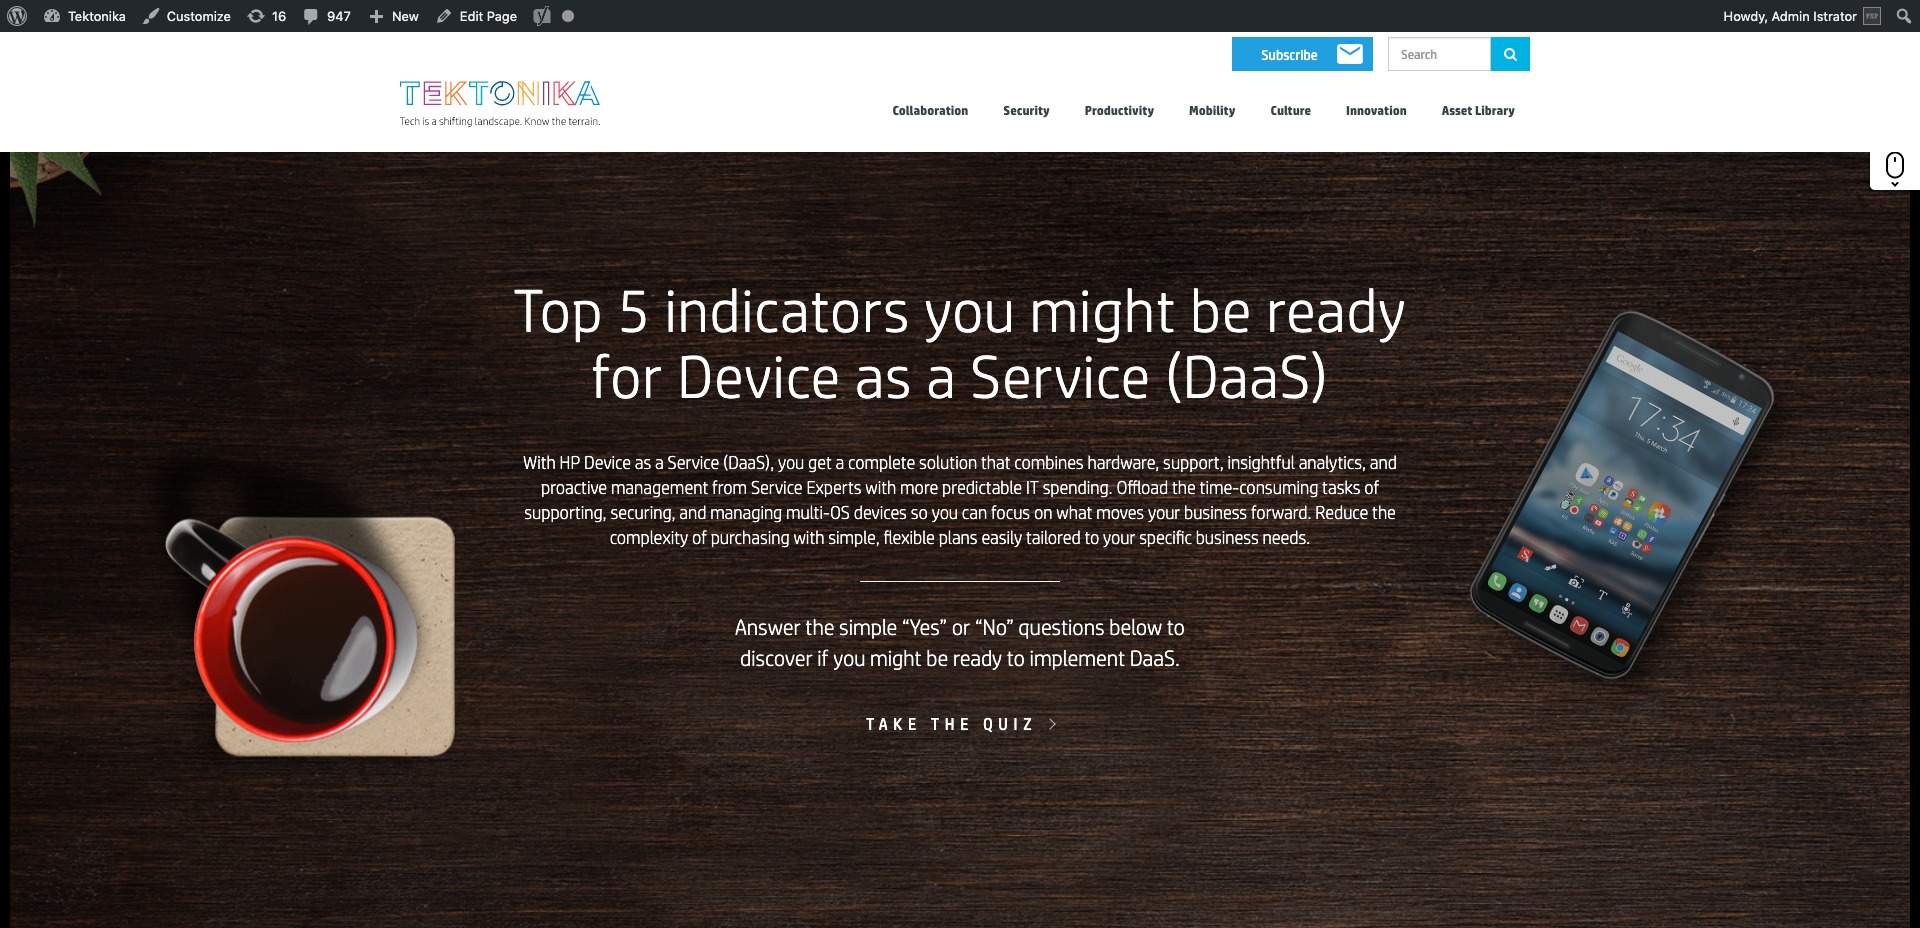 Tektonika
Customize
16
947
New
Edit Page
Howdy, Admin Istrator
Subscribe
Search
TEKTONIKA
Tech is a shifting landscape. Know the terrain.
Collaboration
Security
Productivity
Mobility
Culture
Innovation
Asset Library
Top 5 indicators you might be ready
for Device as a Service (DaaS)
With HP Device as a Service (DaaS), you get a complete solution that combines hardware, support, insightful analytics, and
proactive management from Service Experts with more predictable IT spending. Offload the time-consuming tasks of
supporting, securing, and managing multi-OS devices so you can focus on what moves your business forward. Reduce the
complexity of purchasing with simple, flexible plans easily tailored to your specific business needs.
Answer the simple “Yes” or “No” questions below to
discover if you might be ready to implement DaaS.
TAKE THE QUIZ
Google
17:34
17:34
Thu, 5 March